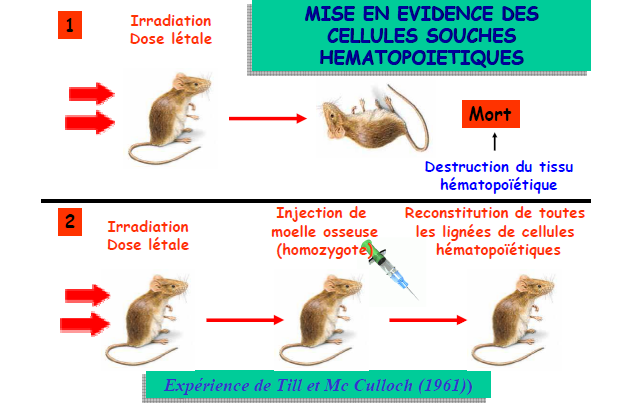 1
Irradiation
Dose létale
MISE EN EVIDENCE DES
CELLULES SOUCHES
HEMATOPOIETIQUES
Mort
Destruction du tissu
hématopoïétique
2
Irradiation
Dose létale
Injection de
moelle osseuse
(homozygote)
Reconstitution de toutes
les lignées de cellules
hématopoïétiques
Expérience de Till et Mc Culloch (1961))